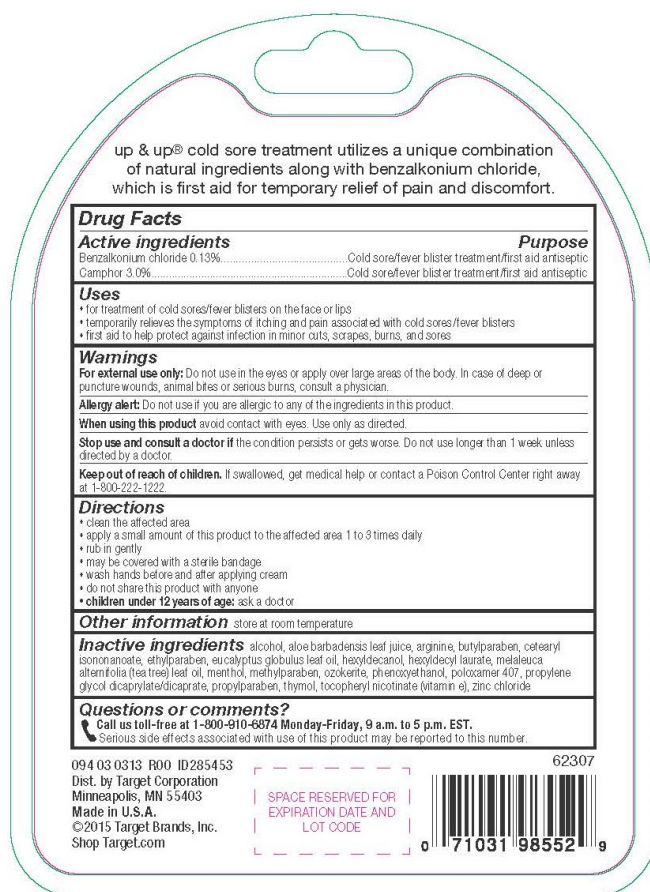 up & up® cold sore treatment utilizes a unique combination
of natural ingredients along with benzalkonium chloride,
which is first aid for temporary relief of pain and discomfort.
Drug Facts
Active ingredients Purpose
Benzalkonium chloride 0.13%..........Cold sore/fever blister treatment/first aid antiseptic
Camphor 3.0%..........Cold sore/fever blister treatment/first aid antiseptic
Uses
• for treatment of cold sores/fever blisters on the face or lips
• temporarily relieves the symptoms of itching and pain associated with cold sores/fever blisters
• first aid to help protect against infection in minor cuts, scrapes, burns, and sores
Warnings
For external use only: Do not use in the eyes or apply over large areas of the body. In case of deep or
puncture wounds, animal bites or serious burns, consult a physician.
Allergy alert: Do not use if you are allergic to any of the ingredients in this product.
When using this product avoid contact with eyes. Use only as directed.
Stop use and consult a doctor if the condition persists or gets worse. Do not use longer than 1 week unless
directed by a doctor.
Keep out of reach of children. If swallowed, get medical help or contact a Poison Control Center right away
at 1-800-222-1222.
Directions
• clean the affected area
• apply a small amount of this product to the affected area 1 to 3 times daily
• rub in gently
• may be covered with a sterile bandage
• wash hands before and after applying cream
• do not share this product with anyone
• children under 12 years of age: ask a doctor
Other information store at room temperature
Inactive ingredients alcohol, aloe barbadensis leaf juice, arginine, butylparaben, cetearyl
isononanoate, ethylparaben, eucalyptus globulus leaf oil, hexyldecanol, hexyldecyl laurate, melaleuca
alternifolia (tea tree) leaf oil, menthol, methylparaben, ozokerite, phenoxyethanol, poloxamer 407, propylene
glycol dicaprylate/dicaprate, propylparaben, thymol, tocopheryl nicotinate (vitamin e), zinc chloride
Questions or comments?
Call us toll-free at 1-800-910-6874 Monday-Friday, 9 a.m. to 5 p.m. EST.
Serious side effects associated with use of this product may be reported to this number.
094 03 0313 R00 ID285453
Dist. by Target Corporation
Minneapolis, MN 55403
Made in U.S.A.
©2015 Target Brands, Inc.
Shop Target.com
SPACE RESERVED FOR
EXPIRATION DATE AND
LOT CODE
62307
0 71031 98552 9